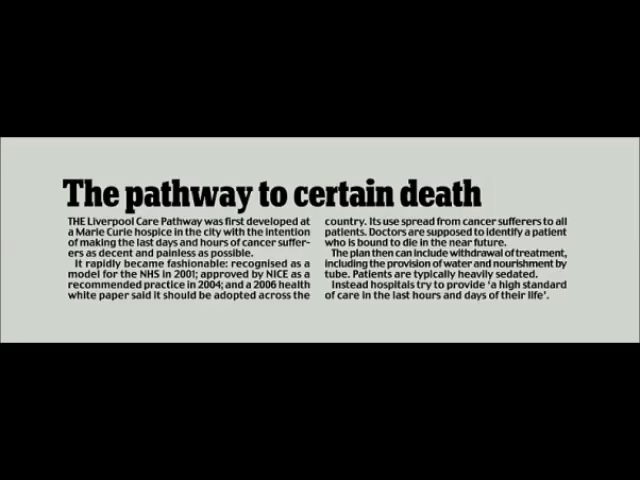 The pathway to certain death
THE Liverpool Care Pathway was first developed at
a Marie Curie hospice in the city with the intention
of making the last days and hours of cancer suffer-
ers as decent and painless as possible.
It rapidly became fashionable: recognised as a
model for the NHS in 2001; approved by NICE as a
recommended practice in 2004; and a 2006 health
white paper said it should be adopted across the
country. Its use spread from cancer sufferers to all
patients. Doctors are supposed to identify a patient
who is bound to die in the near future.
The plan then can include withdrawal of treatment,
including the provision of water and nourishment by
tube. Patients are typically heavily sedated.
Instead hospitals try to provide ‘a high standard
of care in the last hours and days of their life’.